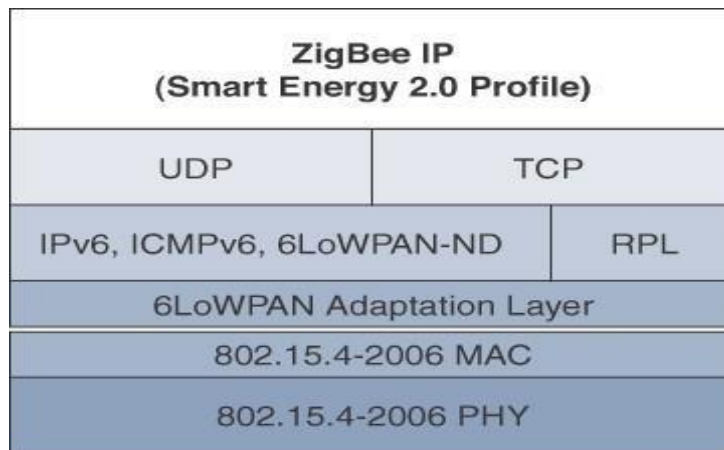 ZigBee IP
(Smart Energy 2.0 Profile)
UDP
TCP
IPv6, ICMPv6, 6LoWPAN-ND
RPL
6LoWPAN Adaptation Layer
802.15.4-2006 MAC
802.15.4-2006 PHY